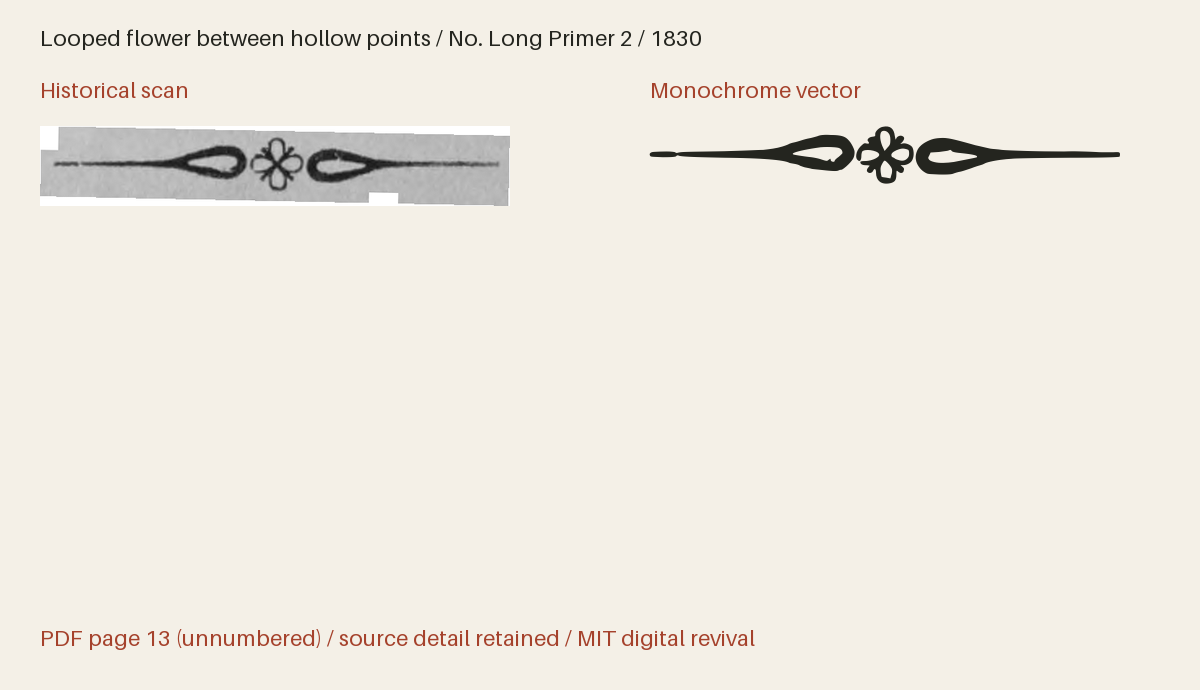 Looped flower between hollow points / No. Long Primer 2 / 1830
Historical scan
Monochrome vector
PDF page 13 (unnumbered) / source detail retained / MIT digital revival